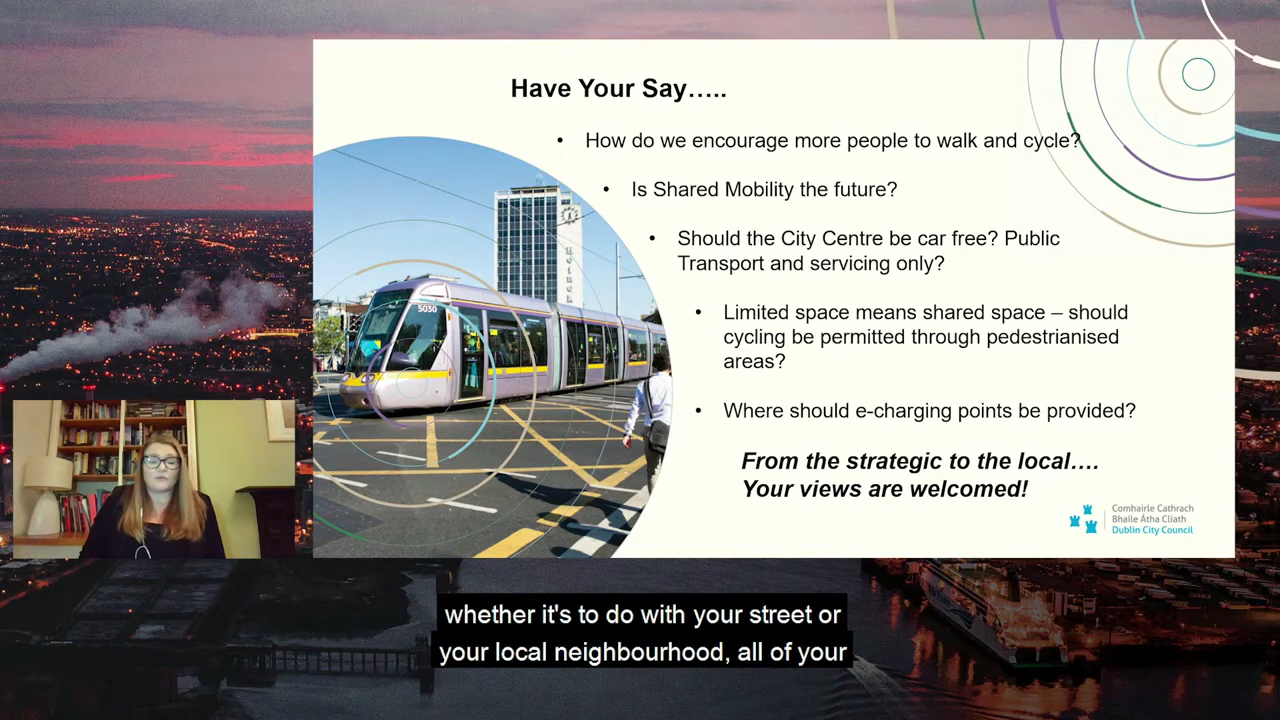 Have Your Say…..
• How do we encourage more people to walk and cycle?
• Is Shared Mobility the future?
• Should the City Centre be car free? Public
Transport and servicing only?
• Limited space means shared space – should
cycling be permitted through pedestrianised
areas?
• Where should e-charging points be provided?
From the strategic to the local….
Your views are welcomed!
Comhairle Cathrach
Bhaile Átha Cliath
Dublin City Council
5030
Heineken
whether it's to do with your street or
your local neighbourhood, all of your